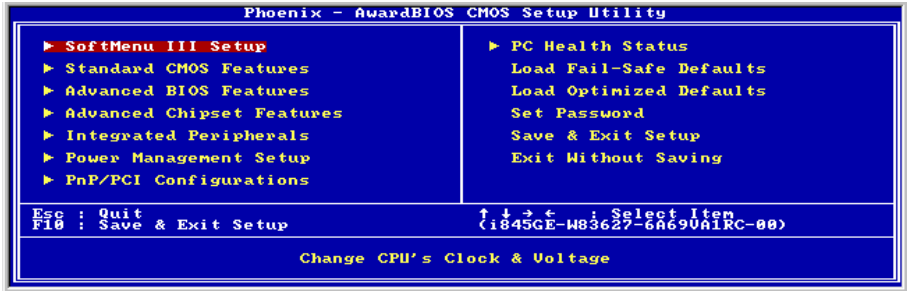 Phoenix - AwardBIOS CMOS Setup Utility
► SoftMenu III Setup
► Standard CMOS Features
► Advanced BIOS Features
► Advanced Chipset Features
► Integrated Peripherals
► Power Management Setup
► PnP/PCI Configurations
► PC Health Status
Load Fail-Safe Defaults
Load Optimized Defaults
Set Password
Save & Exit Setup
Exit Without Saving
Esc : Quit
F10 : Save & Exit Setup
↑ ↓ → ← : Select Item
(i845GE-W83627-6A69VA1RC-00)
Change CPU's Clock & Voltage